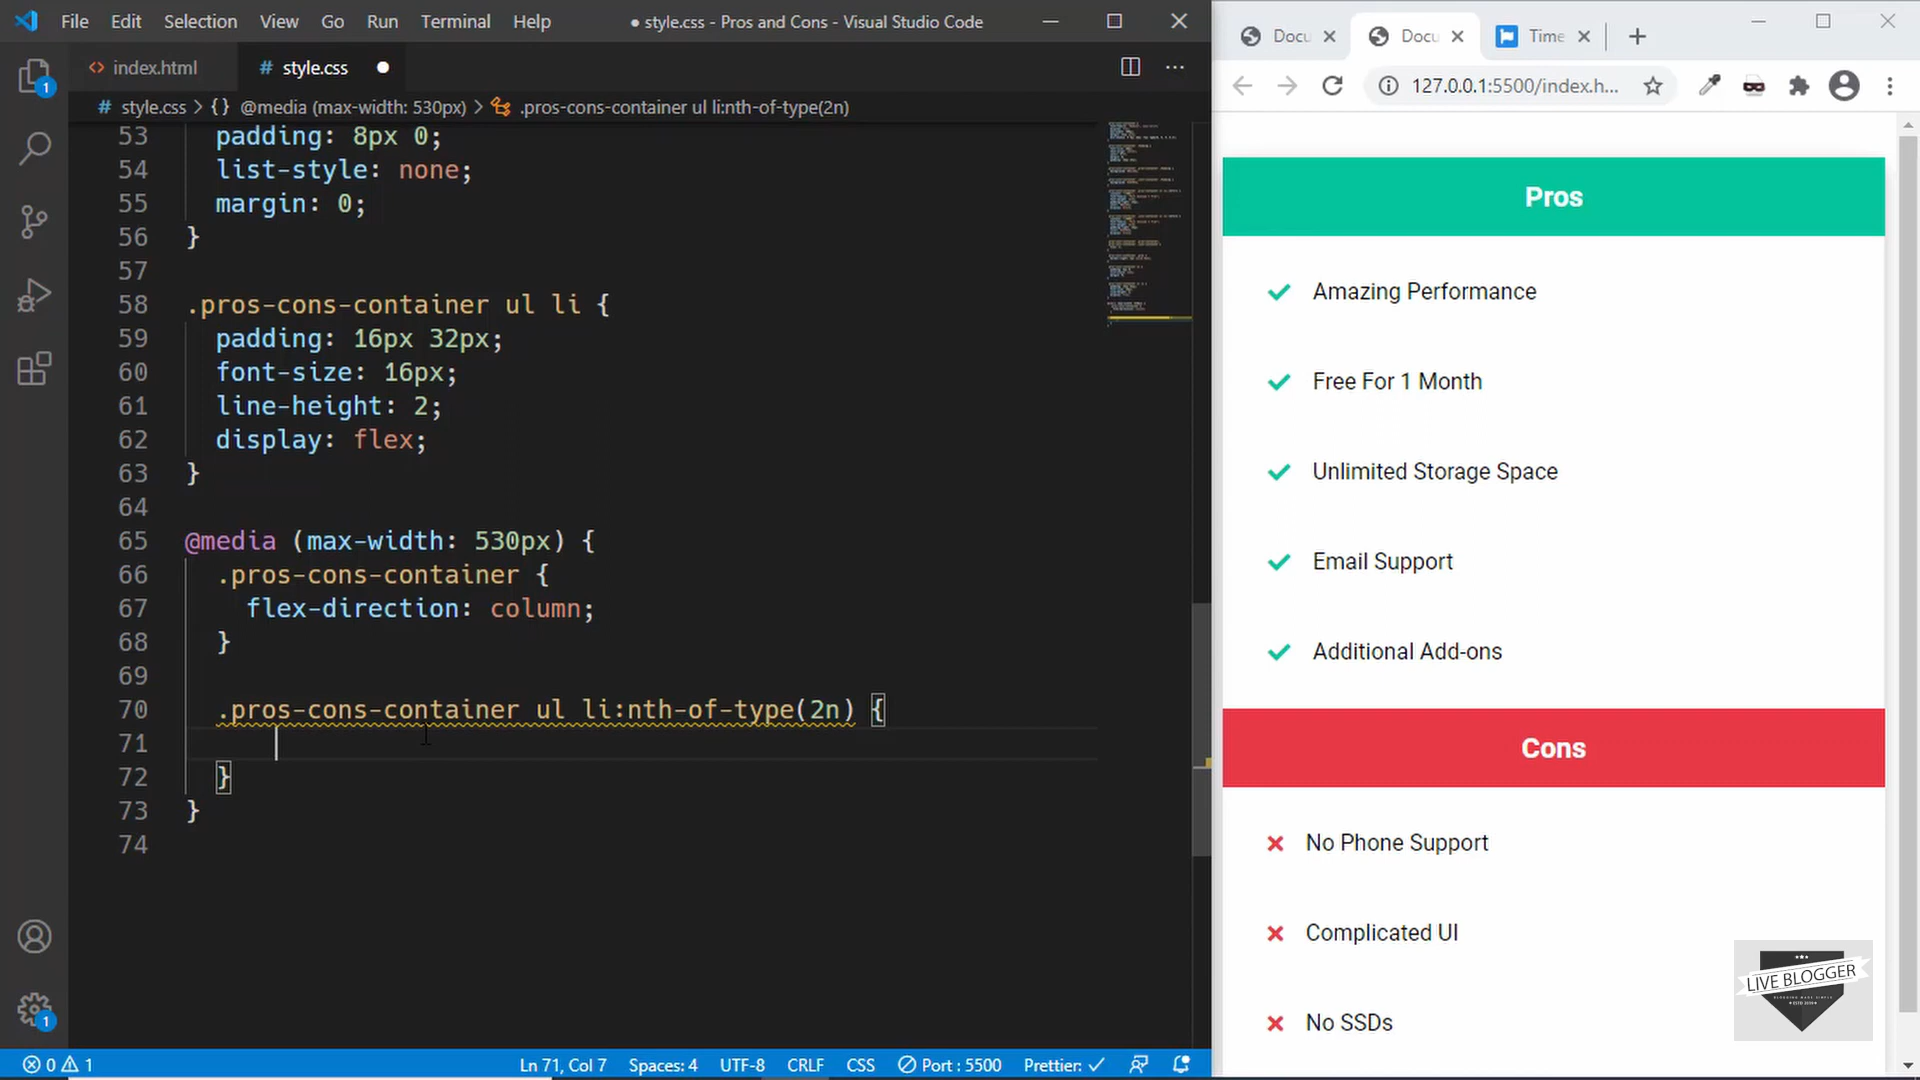 File Edit Selection View Go Run Terminal Help ● style.css - Pros and Cons - Visual Studio Code
<> index.html # style.css ●
# style.css > {} @media (max-width: 530px) > .pros-cons-container ul li:nth-of-type(2n)
53 padding: 8px 0;
54 list-style: none;
55 margin: 0;
56 }
57
58 .pros-cons-container ul li {
59 padding: 16px 32px;
60 font-size: 16px;
61 line-height: 2;
62 display: flex;
63 }
64
65 @media (max-width: 530px) {
66 .pros-cons-container {
67 flex-direction: column;
68 }
69
70 .pros-cons-container ul li:nth-of-type(2n) {
71
72 }
73 }
74
1
1
0 1 Ln 71, Col 7 Spaces: 4 UTF-8 CRLF CSS Port : 5500 Prettier: ✓
Docu Docu Time
127.0.0.1:5500/index.h...
Pros
Amazing Performance
Free For 1 Month
Unlimited Storage Space
Email Support
Additional Add-ons
Cons
No Phone Support
Complicated UI
No SSDs
LIVE BLOGGER